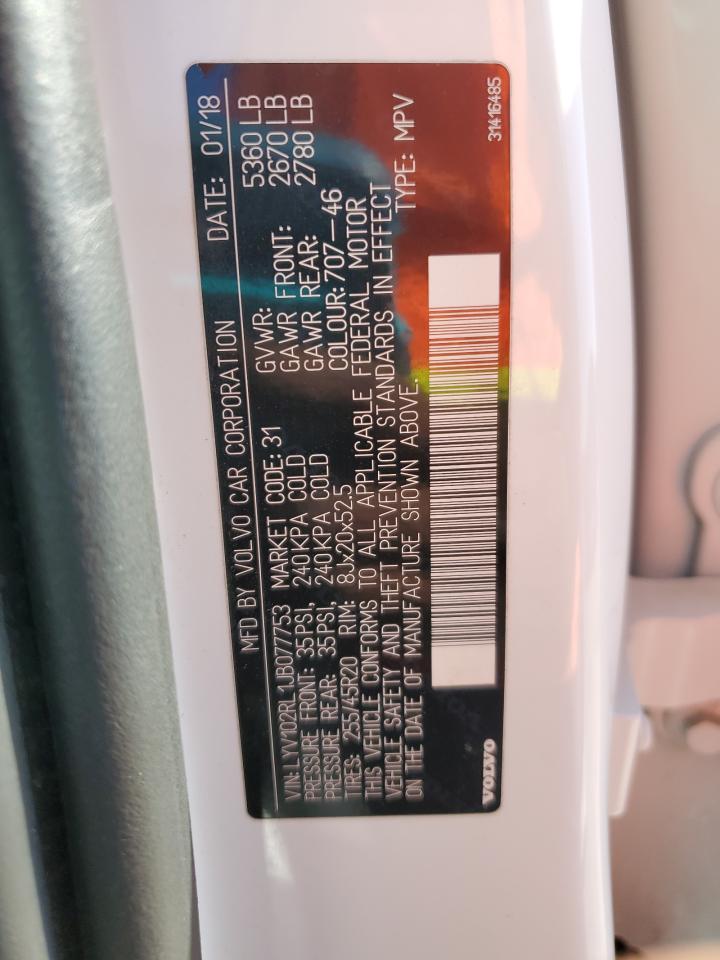 MFD BY VOLVO CAR CORPORATION DATE: 01/18
VIN: LYV102RL1JB077753 MARKET CODE: 31 GVWR: 5360 LB
PRESSURE FRONT: 35PSI, 240KPA COLD GAWR FRONT: 2670 LB
PRESSURE REAR: 35PSI, 240KPA COLD GAWR REAR: 2780 LB
TIRES: 255/45R20 RIM: 8Jx20x52.5 COLOUR: 707-46
THIS VEHICLE CONFORMS TO ALL APPLICABLE FEDERAL MOTOR
VEHICLE SAFETY AND THEFT PREVENTION STANDARDS IN EFFECT
ON THE DATE OF MANUFACTURE SHOWN ABOVE. TYPE: MPV
VOLVO 31416485